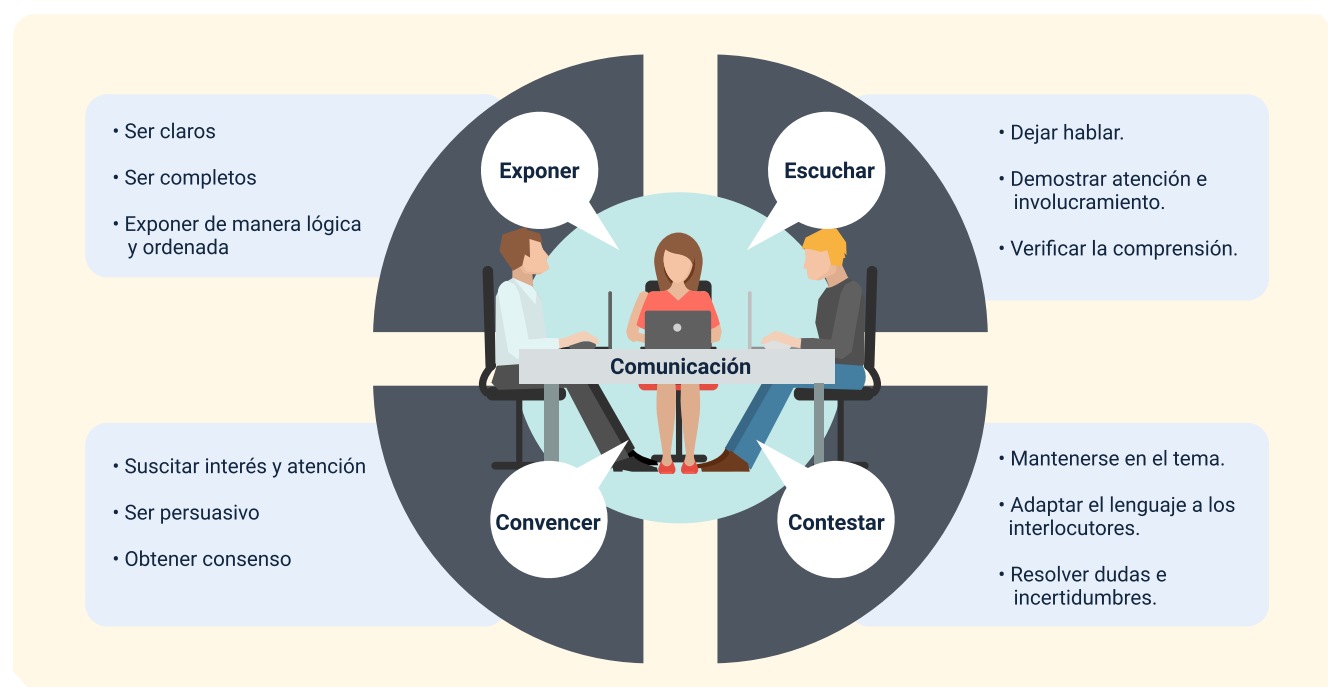 Exponer
• Ser claros
• Ser completos
• Exponer de manera lógica
y ordenada
Escuchar
• Dejar hablar.
• Demostrar atención e
involucramiento.
• Verificar la comprensión.
Comunicación
Convencer
• Suscitar interés y atención
• Ser persuasivo
• Obtener consenso
Contestar
• Mantenerse en el tema.
• Adaptar el lenguaje a los
interlocutores.
• Resolver dudas e
incertidumbres.